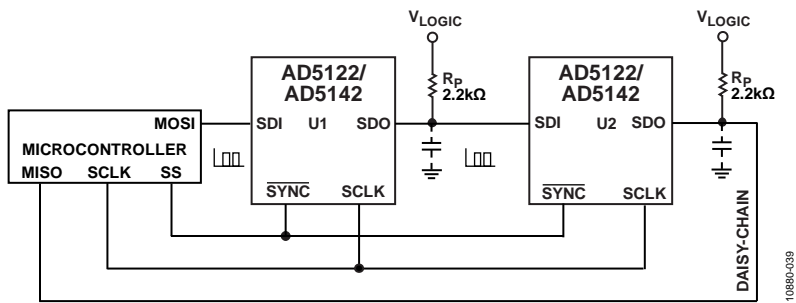 VLOGIC
VLOGIC
AD5122/
AD5142
RP
2.2kΩ
AD5122/
AD5142
RP
2.2kΩ
MOSI
SDI U1 SDO
SDI U2 SDO
MICROCONTROLLER
MISO SCLK SS
SYNC SCLK
SYNC SCLK
DAISY-CHAIN
10880-039